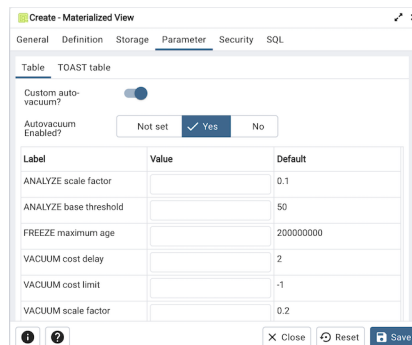 Create - Materialized View
General Definition Storage Parameter Security SQL
Table TOAST table
Custom auto-
vacuum?
Autovacuum
Enabled?
Not set Yes No
Label Value Default
ANALYZE scale factor 0.1
ANALYZE base threshold 50
FREEZE maximum age 200000000
VACUUM cost delay 2
VACUUM cost limit -1
VACUUM scale factor 0.2
Close Reset Save